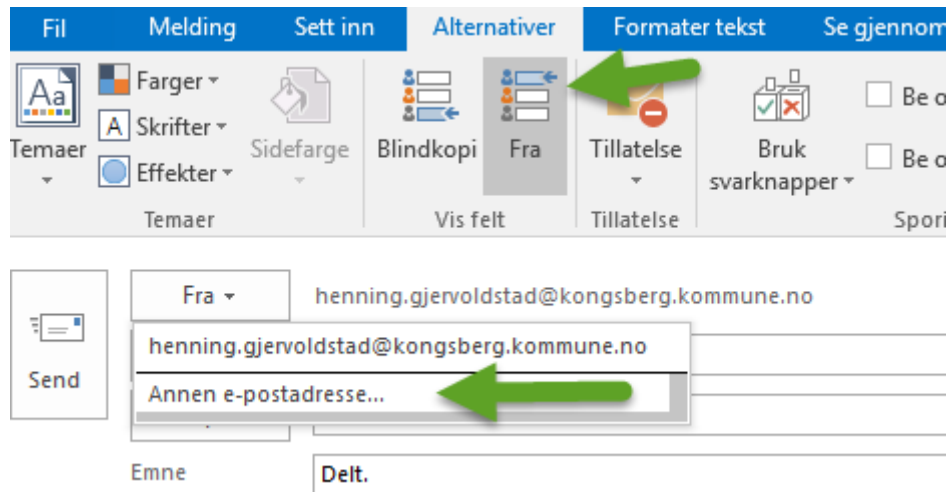 Fil Melding Sett inn Alternativer Formater tekst Se gjennom
Aa Farger
A Skrifter
Temaer Effekter Sidefarge Blindkopi Fra Tillatelse Bruk svarknapper Be o
Be o
Temaer Vis felt Tillatelse Spori
Fra henning.gjervoldstad@kongsberg.kommune.no
henning.gjervoldstad@kongsberg.kommune.no
Send Annen e-postadresse...
Emne Delt.